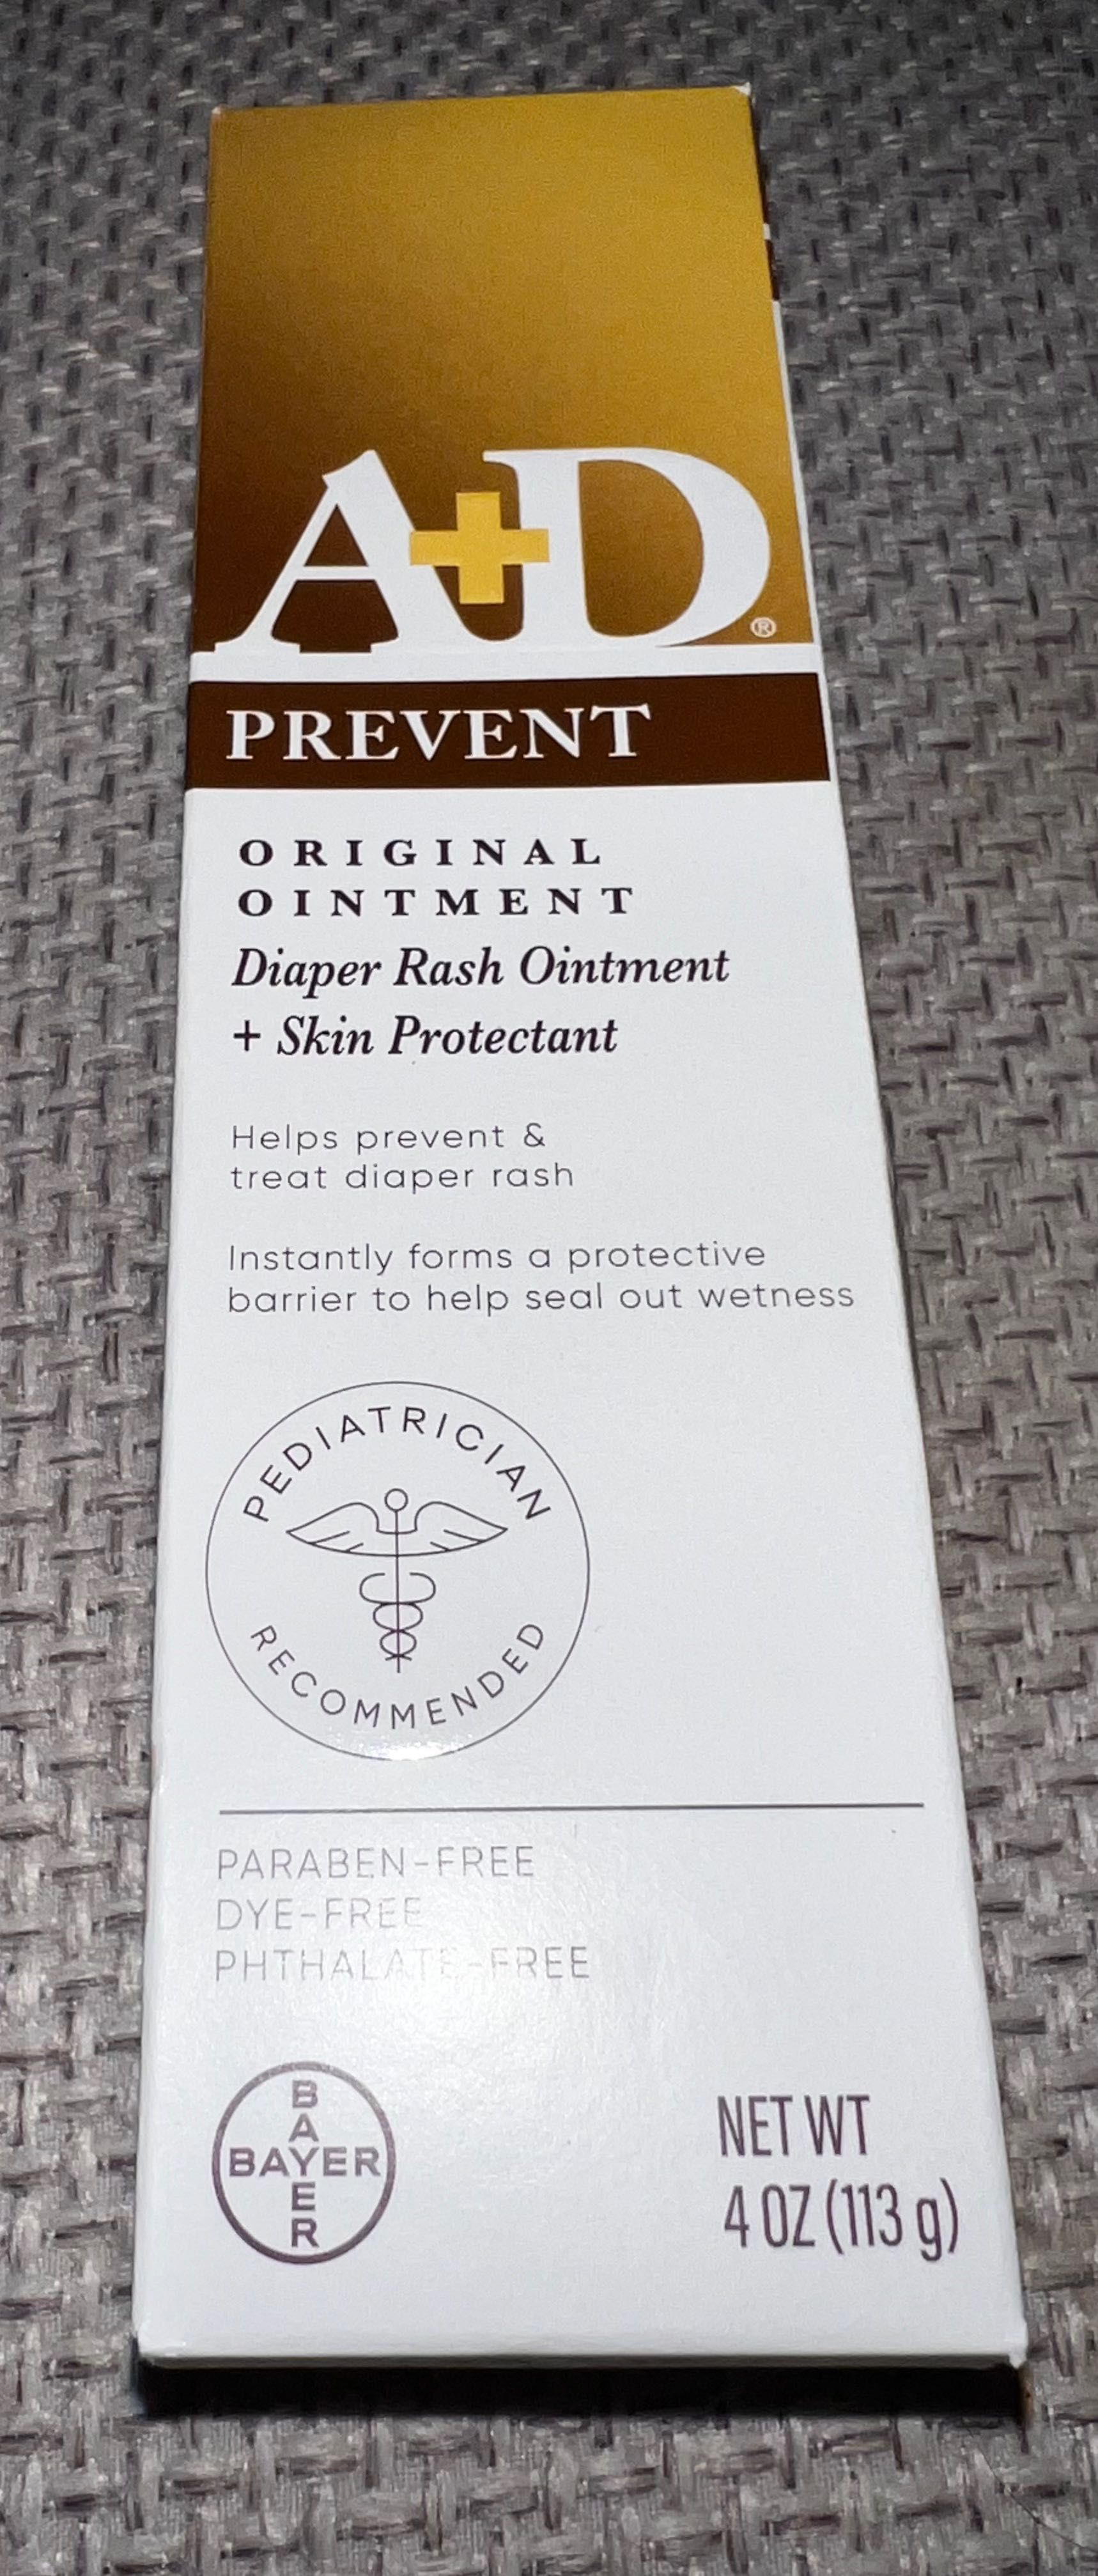 A+D®
PREVENT
ORIGINAL
OINTMENT
Diaper Rash Ointment
+ Skin Protectant
Helps prevent &
treat diaper rash
Instantly forms a protective
barrier to help seal out wetness
PEDIATRICIAN
RECOMMENDED
PARABEN-FREE
DYE-FREE
PHTHALATE-FREE
BAYER
BAYER
NET WT
4 OZ (113 g)